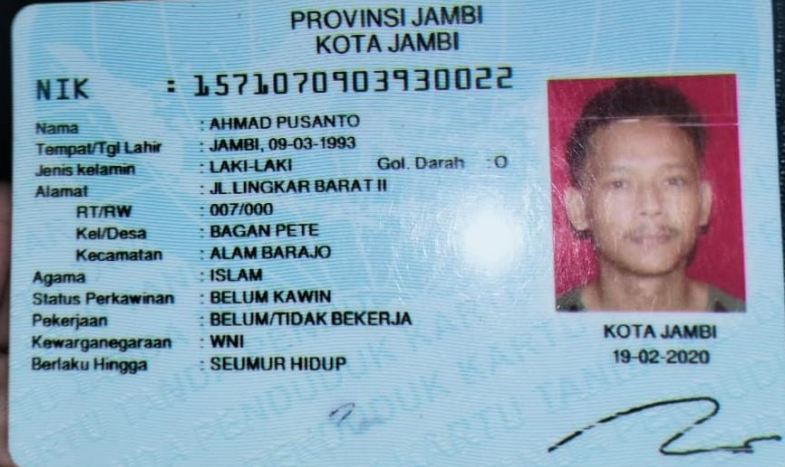 PROVINSI JAMBI
KOTA JAMBI
NIK : 1571070903930022
Nama : AHMAD PUSANTO
Tempat/Tgl Lahir : JAMBI, 09-03-1993
Jenis kelamin : LAKI-LAKI Gol. Darah : O
Alamat : JL. LINGKAR BARAT II
RT/RW : 007/000
Kel/Desa : BAGAN PETE
Kecamatan : ALAM BARAJO
Agama : ISLAM
Status Perkawinan : BELUM KAWIN
Pekerjaan : BELUM/TIDAK BEKERJA
Kewarganegaraan : WNI
Berlaku Hingga : SEUMUR HIDUP
KOTA JAMBI
19-02-2020